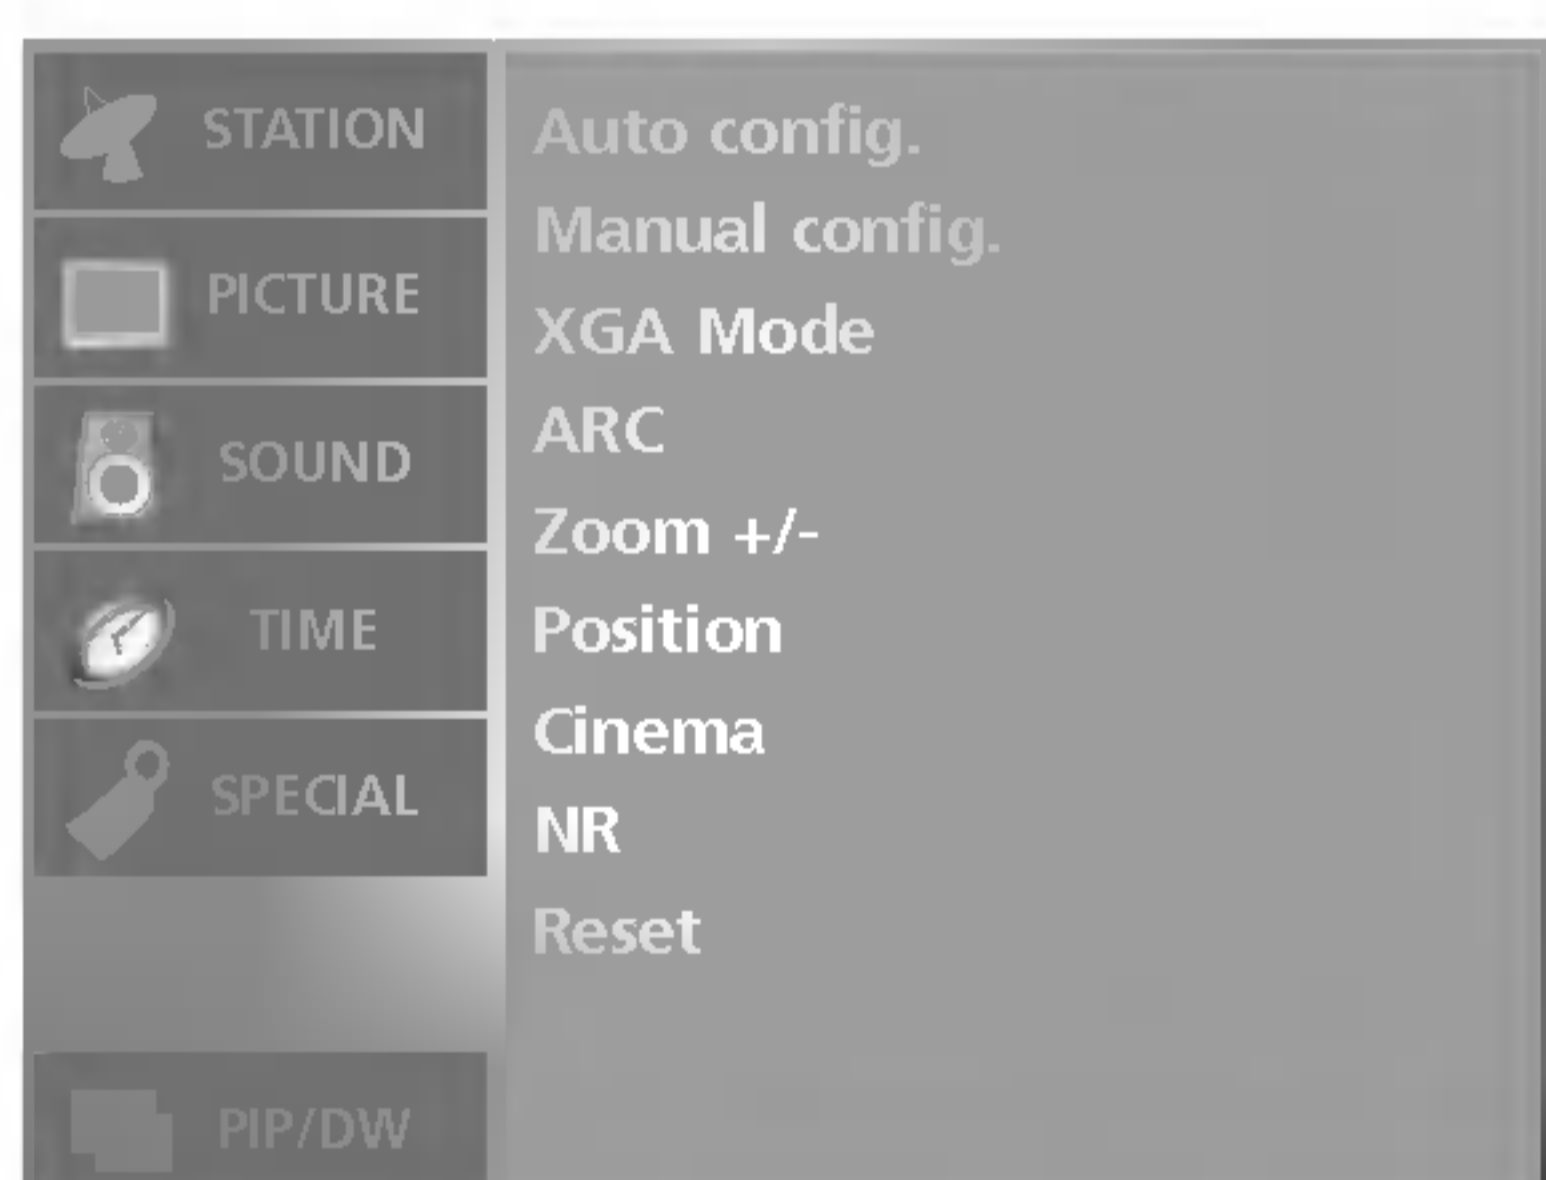 STATION
PICTURE
SOUND
TIME
SPECIAL
PIP/DW
Auto config.
Manual config.
XGA Mode
ARC
Zoom +/-
Position
Cinema
NR
Reset